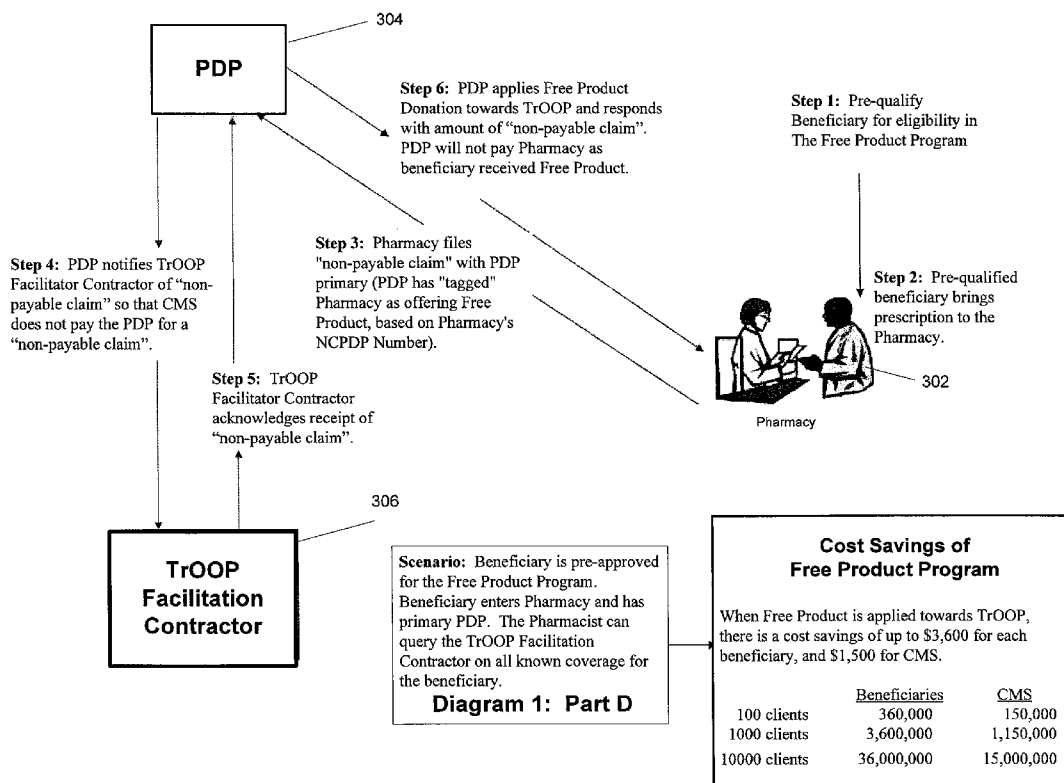 304
PDP
Step 6: PDP applies Free Product
Donation towards TrOOP and responds
with amount of “non-payable claim”.
PDP will not pay Pharmacy as
beneficiary received Free Product.
Step 1: Pre-qualify
Beneficiary for eligibility in
The Free Product Program
Step 4: PDP notifies TrOOP
Facilitator Contractor of “non-
payable claim” so that CMS
does not pay the PDP for a
“non-payable claim”.
Step 3: Pharmacy files
"non-payable claim" with PDP
primary (PDP has "tagged"
Pharmacy as offering Free
Product, based on Pharmacy's
NCPDP Number).
Step 2: Pre-qualified
beneficiary brings
prescription to the
Pharmacy.
302
Pharmacy
Step 5: TrOOP
Facilitator Contractor
acknowledges receipt of
“non-payable claim”.
306
TrOOP
Facilitation
Contractor
Scenario: Beneficiary is pre-approved
for the Free Product Program.
Beneficiary enters Pharmacy and has
primary PDP. The Pharmacist can
query the TrOOP Facilitation
Contractor on all known coverage for
the beneficiary.
Diagram 1: Part D
Cost Savings of
Free Product Program
When Free Product is applied towards TrOOP,
there is a cost savings of up to $3,600 for each
beneficiary, and $1,500 for CMS.
Beneficiaries CMS
100 clients 360,000 150,000
1000 clients 3,600,000 1,150,000
10000 clients 36,000,000 15,000,000